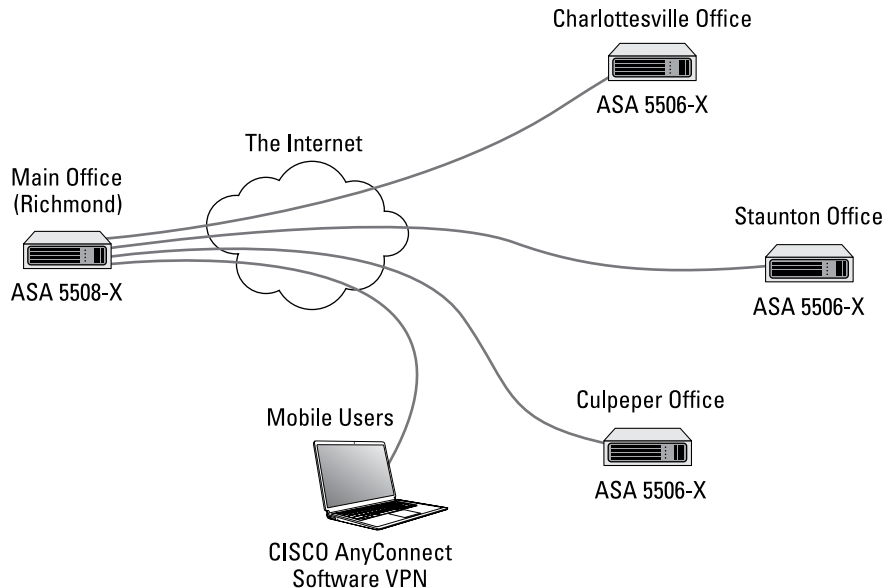 Charlottesville Office
ASA 5506-X
The Internet
Main Office
(Richmond)
ASA 5508-X
Staunton Office
ASA 5506-X
Culpeper Office
ASA 5506-X
Mobile Users
CISCO AnyConnect
Software VPN